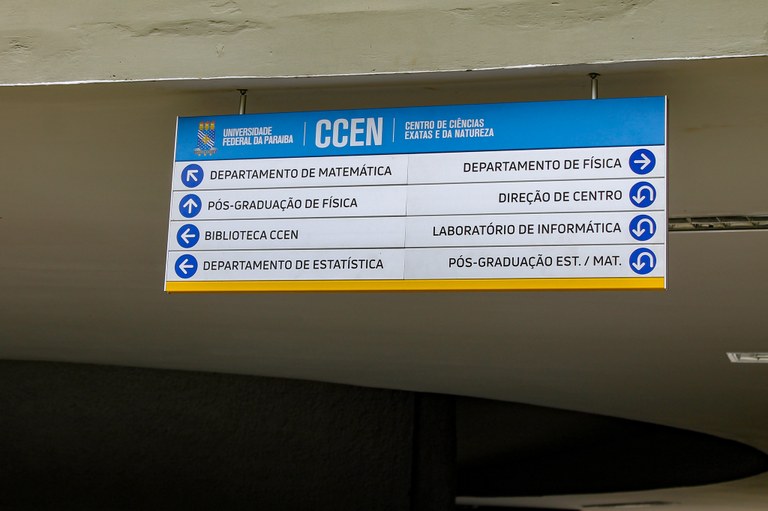 UNIVERSIDADE
FEDERAL DA PARAÍBA
CCEN
CENTRO DE CIÊNCIAS
EXATAS E DA NATUREZA
DEPARTAMENTO DE MATEMÁTICA
PÓS-GRADUAÇÃO DE FÍSICA
BIBLIOTECA CCEN
DEPARTAMENTO DE ESTATÍSTICA
DEPARTAMENTO DE FÍSICA
DIREÇÃO DE CENTRO
LABORATÓRIO DE INFORMÁTICA
PÓS-GRADUAÇÃO EST. / MAT.